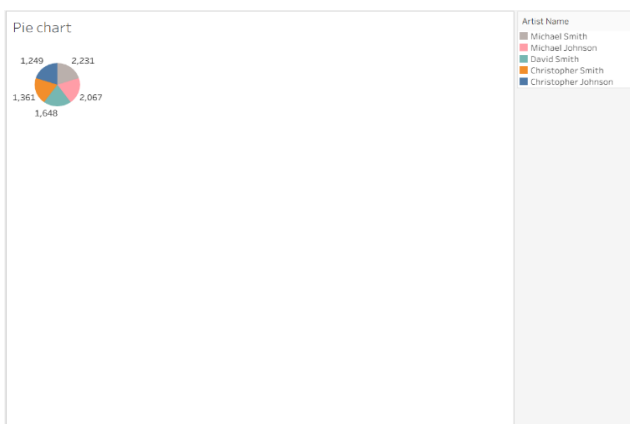 Pie chart
1,249 2,231
1,361 2,067
1,648
Artist Name
Michael Smith
Michael Johnson
David Smith
Christopher Smith
Christopher Johnson